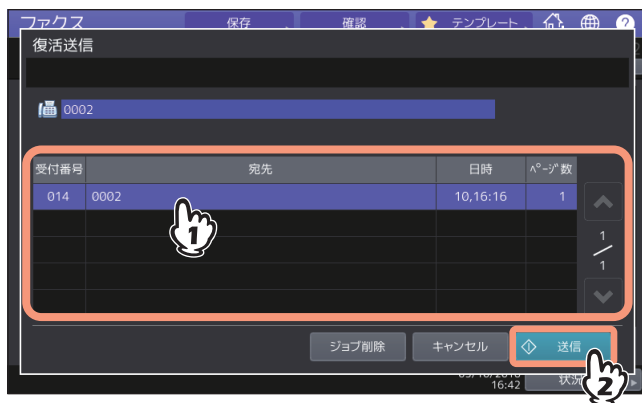 ファクス 保存 確認 テンプレート ?
復活送信
0002
受付番号 宛先 日時 ページ数
014 0002 10,16:16 1
1
1
1
ジョブ削除 キャンセル 送信
2
16:42